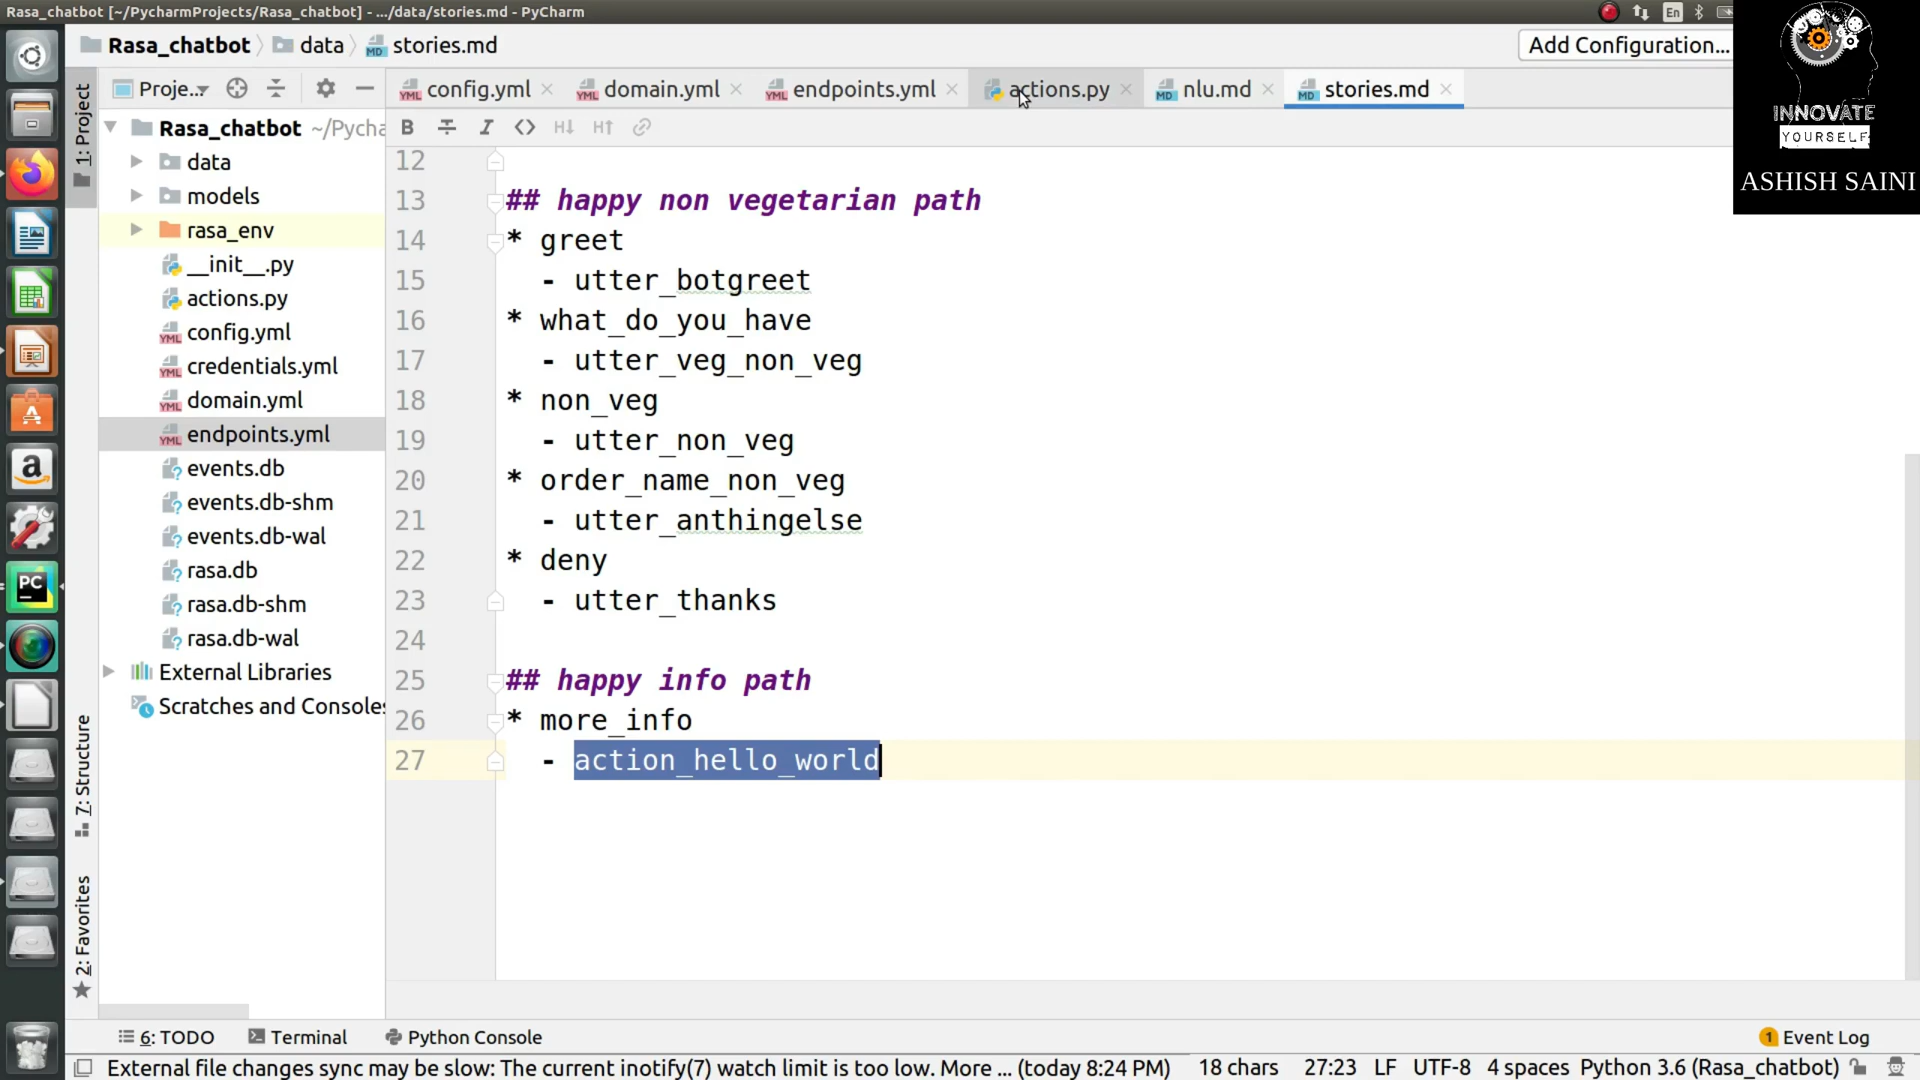 Rasa_chatbot [~/PycharmProjects/Rasa_chatbot] - .../data/stories.md - PyCharm
En
Rasa_chatbot data stories.md
Add Configuration...
INNOVATE
YOURSELF
ASHISH SAINI
Proje...
config.yml domain.yml endpoints.yml actions.py nlu.md stories.md
B I <> H↓ H↑
1: Project
7: Structure
2: Favorites
Rasa_chatbot ~/Pycha
data
models
rasa_env
__init__.py
actions.py
config.yml
credentials.yml
domain.yml
endpoints.yml
events.db
events.db-shm
events.db-wal
rasa.db
rasa.db-shm
rasa.db-wal
External Libraries
Scratches and Consoles
12
13 ## happy non vegetarian path
14 * greet
15 - utter_botgreet
16 * what_do_you_have
17 - utter_veg_non_veg
18 * non_veg
19 - utter_non_veg
20 * order_name_non_veg
21 - utter_anthingelse
22 * deny
23 - utter_thanks
24
25 ## happy info path
26 * more_info
27 - action_hello_world
6: TODO Terminal Python Console
1 Event Log
External file changes sync may be slow: The current inotify(7) watch limit is too low. More ... (today 8:24 PM) 18 chars 27:23 LF UTF-8 4 spaces Python 3.6 (Rasa_chatbot)